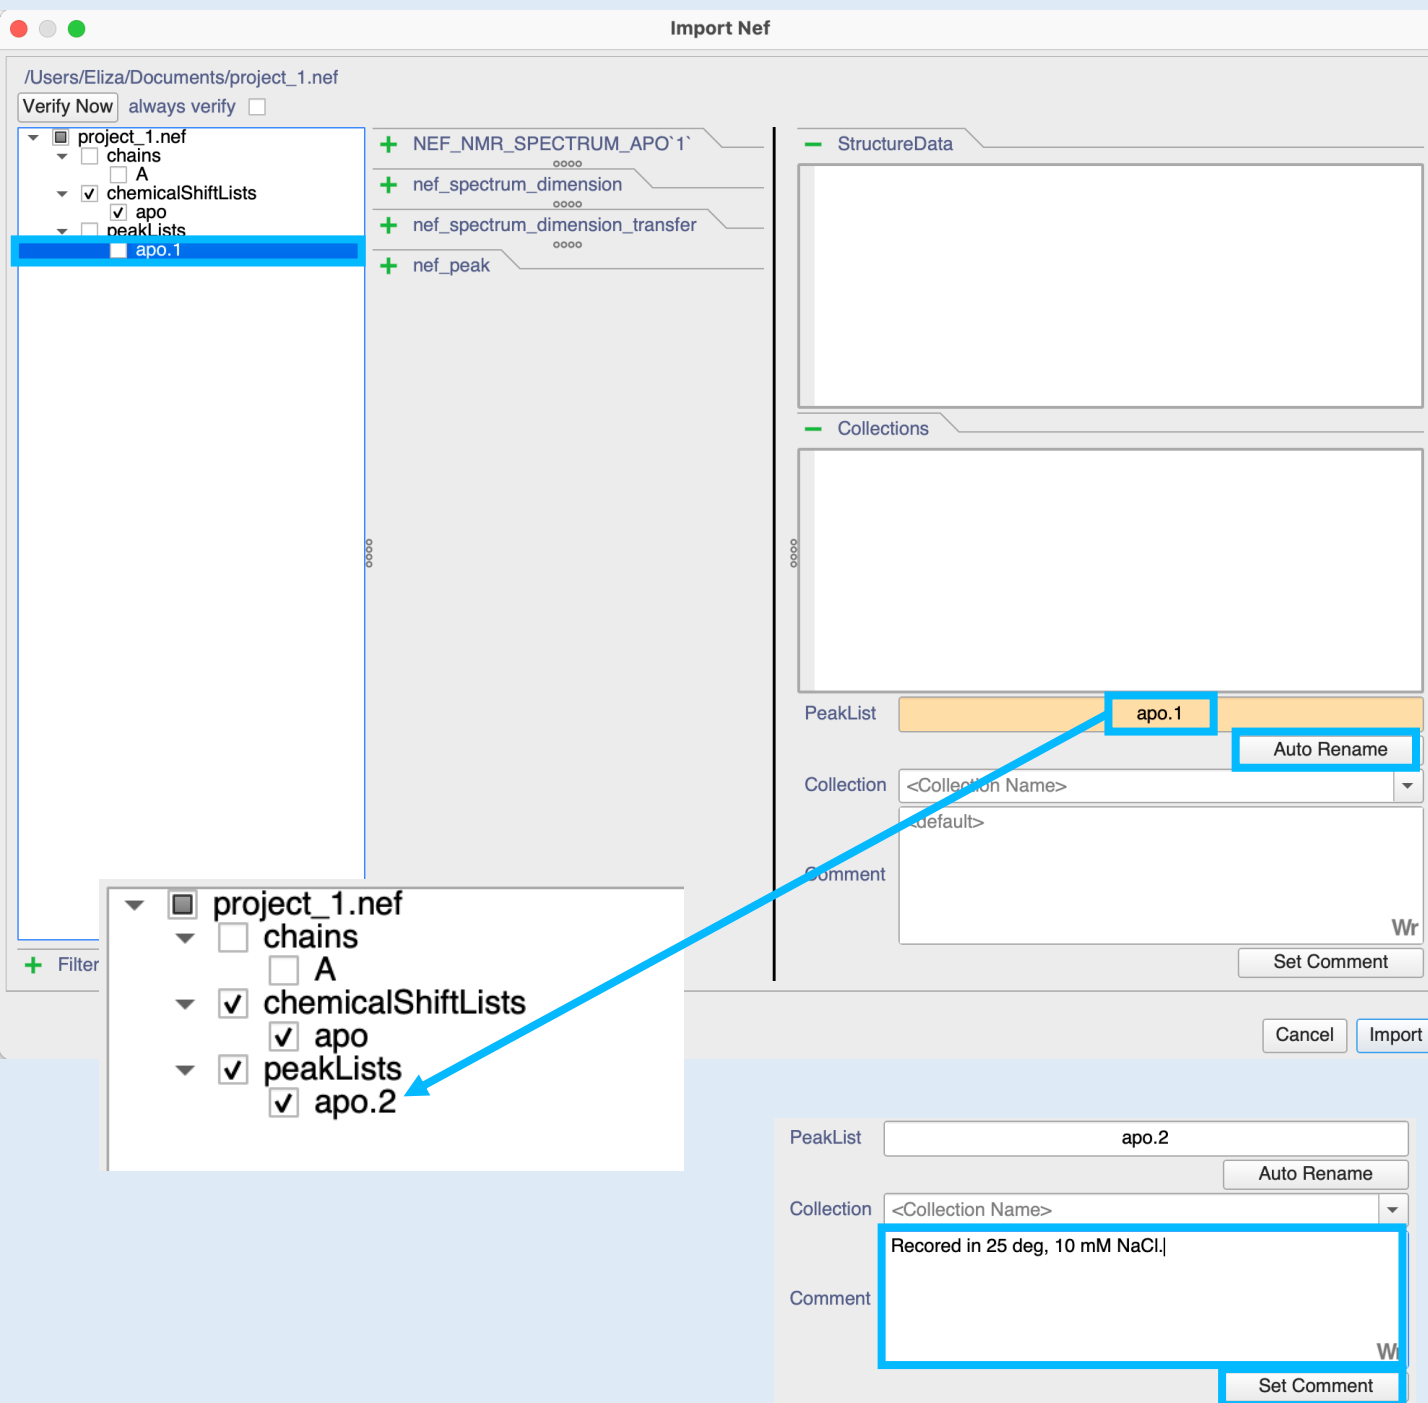 Import Nef
/Users/Eliza/Documents/project_1.nef
Verify Now always verify
project_1.nef
chains
A
chemicalShiftLists
apo
peakLists
apo.1
NEF_NMR_SPECTRUM_APO`1`
nef_spectrum_dimension
nef_spectrum_dimension_transfer
nef_peak
StructureData
Collections
PeakList apo.1
Auto Rename
Collection <Collection Name>
<default>
Comment
Wr
Set Comment
Filter
Cancel Import
project_1.nef
chains
A
chemicalShiftLists
apo
peakLists
apo.2
PeakList apo.2
Auto Rename
Collection <Collection Name>
Recored in 25 deg, 10 mM NaCl.
Comment
Wr
Set Comment